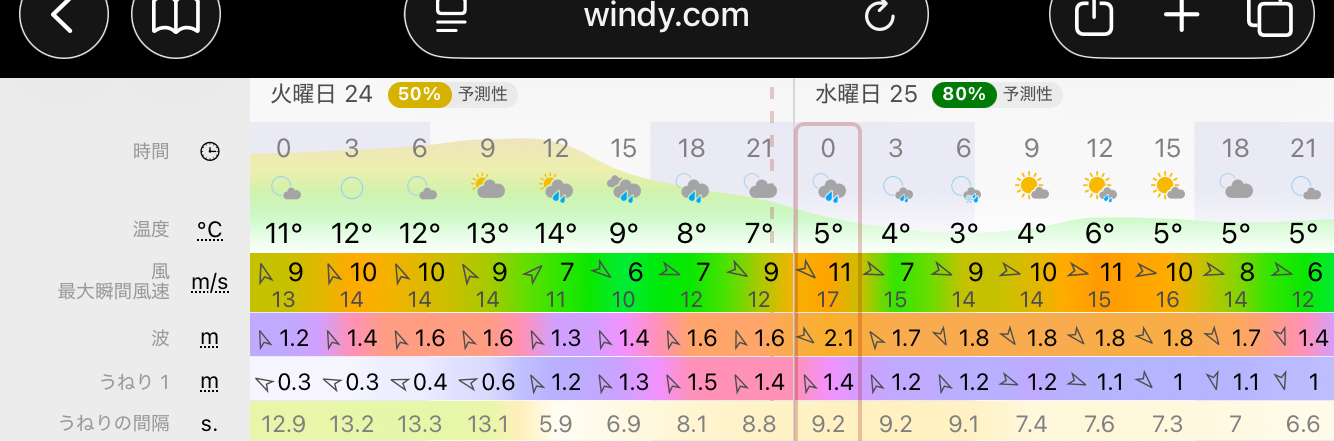 windy.com
火曜日 24 50% 予測性 水曜日 25 80% 予測性
時間 0 3 6 9 12 15 18 21 0 3 6 9 12 15 18 21
温度 °C 11° 12° 12° 13° 14° 9° 8° 7° 5° 4° 3° 4° 6° 5° 5° 5°
風 9 10 10 9 7 6 7 9 11 7 9 10 11 10 8 6
最大瞬間風速 m/s 13 14 14 14 11 10 12 12 17 15 14 14 15 16 14 12
波 m 1.2 1.4 1.6 1.6 1.3 1.4 1.6 1.6 2.1 1.7 1.8 1.8 1.8 1.8 1.7 1.4
うねり 1 m 0.3 0.3 0.4 0.6 1.2 1.3 1.5 1.4 1.4 1.2 1.2 1.2 1.1 1 1.1 1
うねりの間隔 s. 12.9 13.2 13.3 13.1 5.9 6.9 8.1 8.8 9.2 9.2 9.1 7.4 7.6 7.3 7 6.6